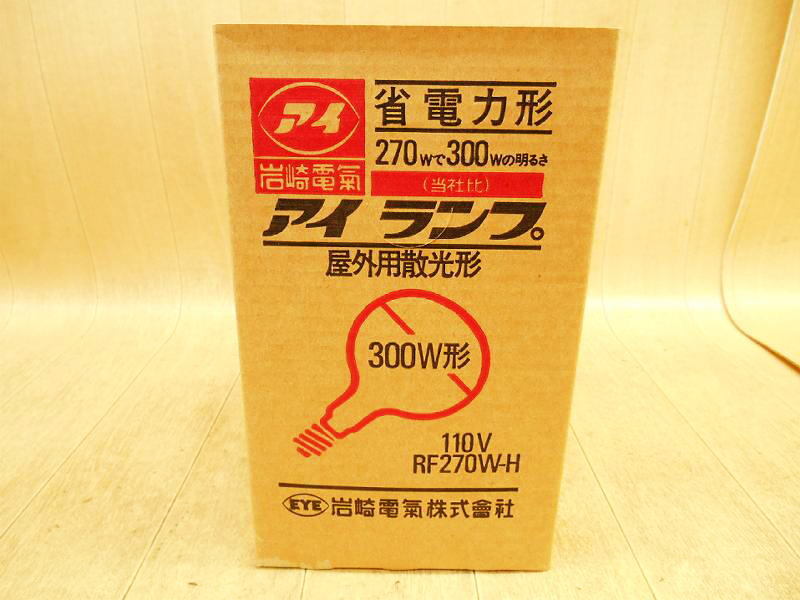 アイ
岩崎電氣
省電力形
270Wで300Wの明るさ
(当社比)
アイ ランプ
屋外用散光形
300W形
110V
RF270W-H
EYE 岩崎電氣株式會社